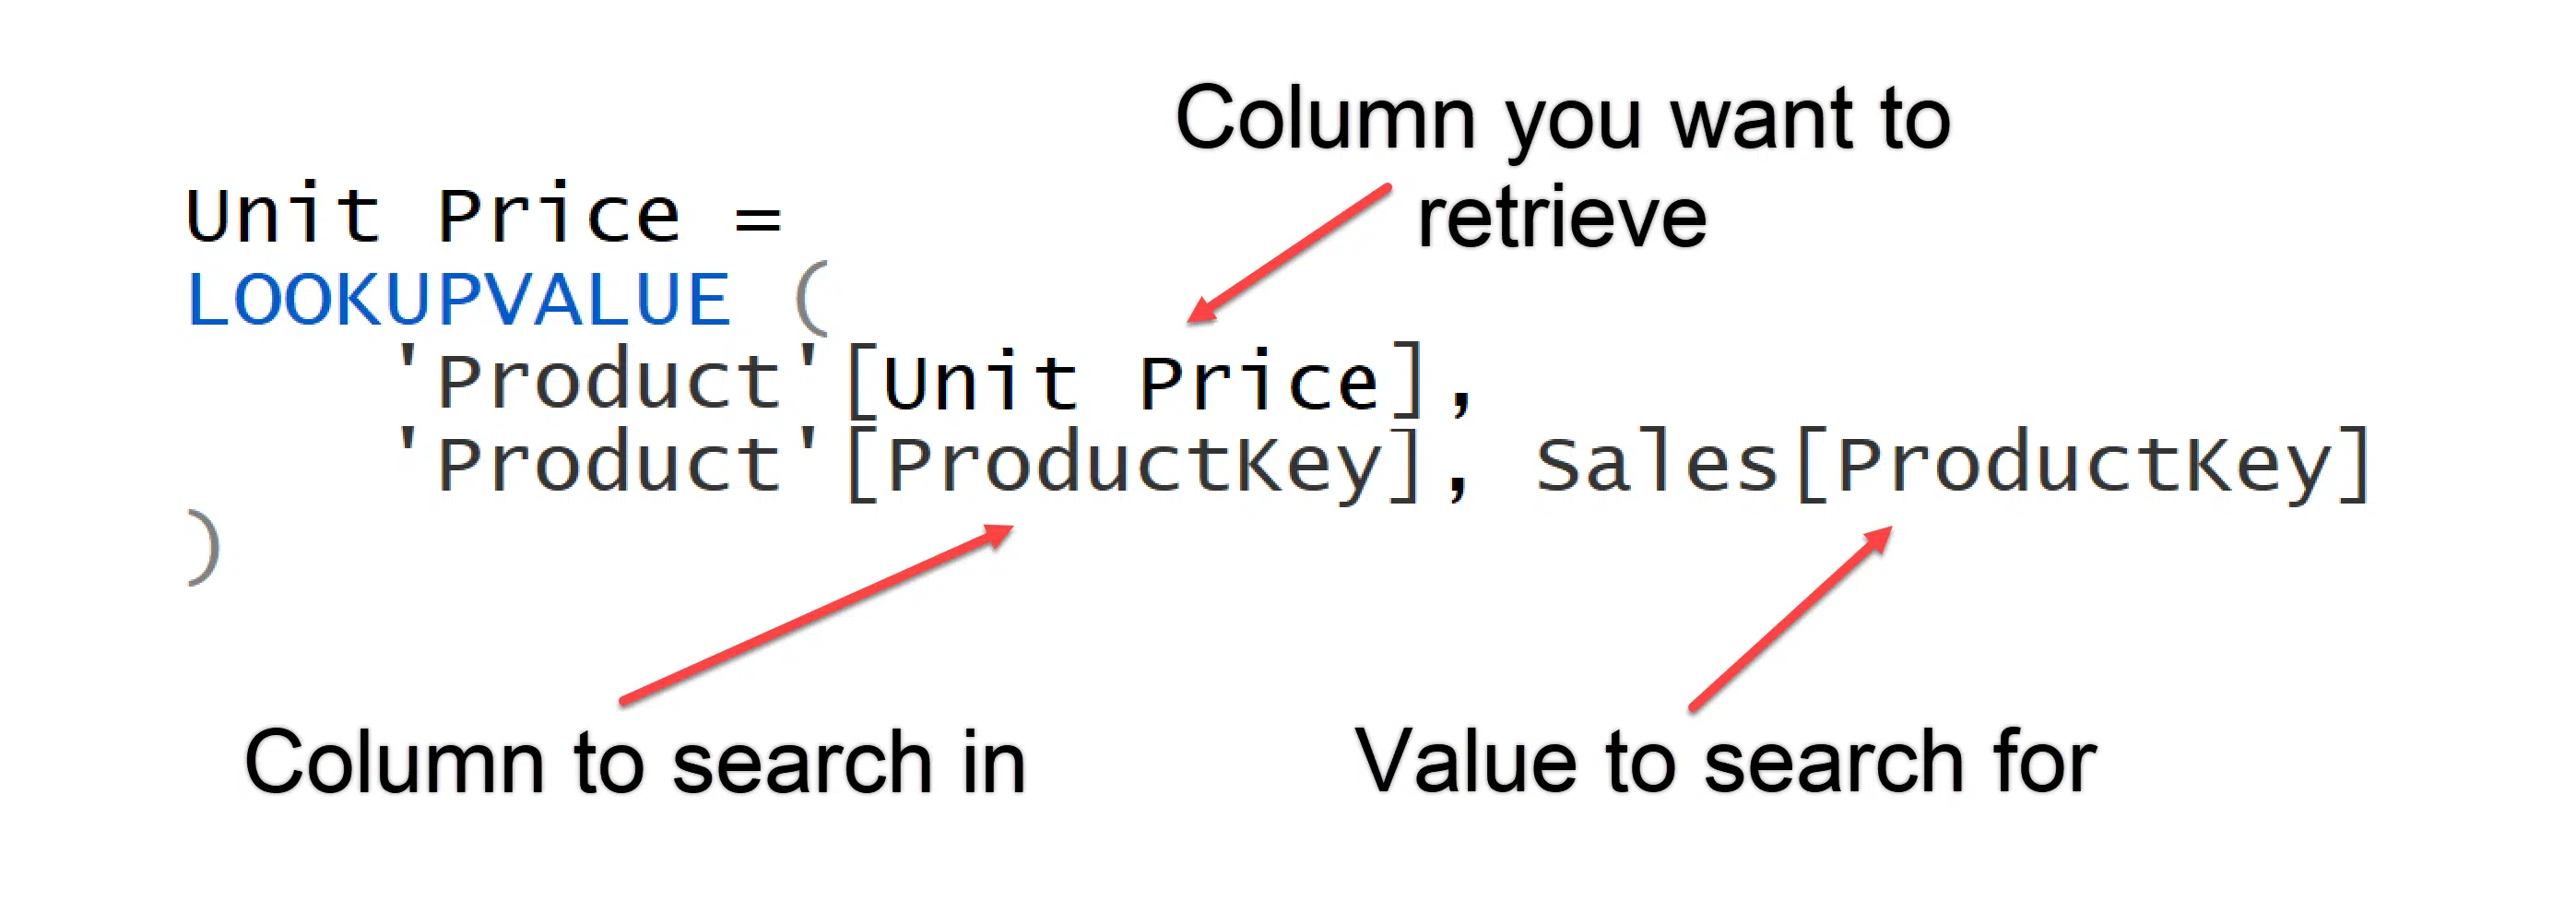 Column you want to
retrieve
Unit Price =
LOOKUPVALUE (
'Product'[Unit Price],
'Product'[ProductKey], Sales[ProductKey]
)
Column to search in
Value to search for